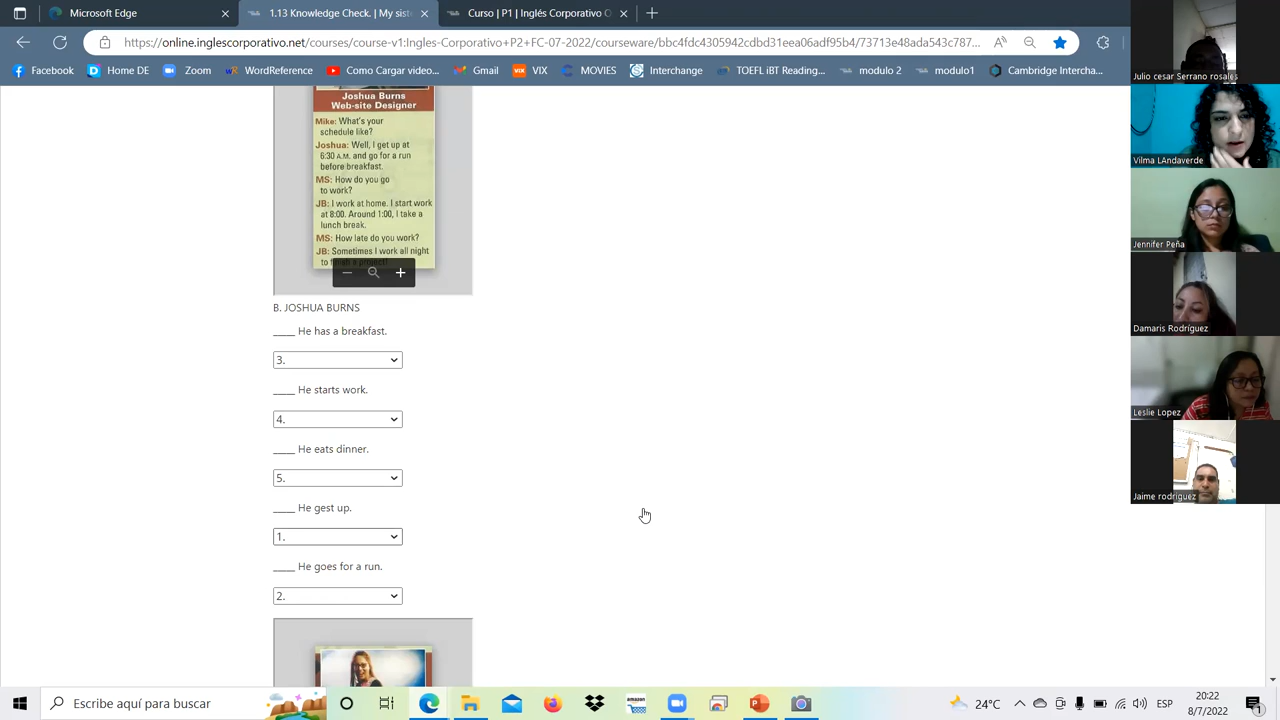 Microsoft Edge
1.13 Knowledge Check. | My sist
Curso | P1 | Inglés Corporativo
https://online.inglescorporativo.net/courses/course-v1:Ingles-Corporativo+P2+FC-07-2022/courseware/bbc4fdc4305942cdbd31eea06adf95b4/73713e48ada543c787...
Facebook
Home DE
Zoom
WordReference
Como Cargar video...
Gmail
VIX
MOVIES
Interchange
TOEFL iBT Reading...
modulo 2
modulo1
Cambridge Intercha...
Joshua Burns
Web-site Designer
Mike: What's your
schedule like?
Joshua: Well, I get up at
6:30 A.M. and go for a run
before breakfast.
MS: How do you go
to work?
JB: I work at home. I start work
at 8:00. Around 1:00, I take a
lunch break.
MS: How late do you work?
JB: Sometimes I work all night
to finish a project!
B. JOSHUA BURNS
____ He has a breakfast.
3.
____ He starts work.
4.
____ He eats dinner.
5.
____ He gest up.
1.
____ He goes for a run.
2.
Julio cesar Serrano rosales
Vilma LAndaverde
Jennifer Peña
Damaris Rodríguez
Leslie Lopez
Jaime rodriguez
Escribe aquí para buscar
24°C
ESP
20:22
8/7/2022